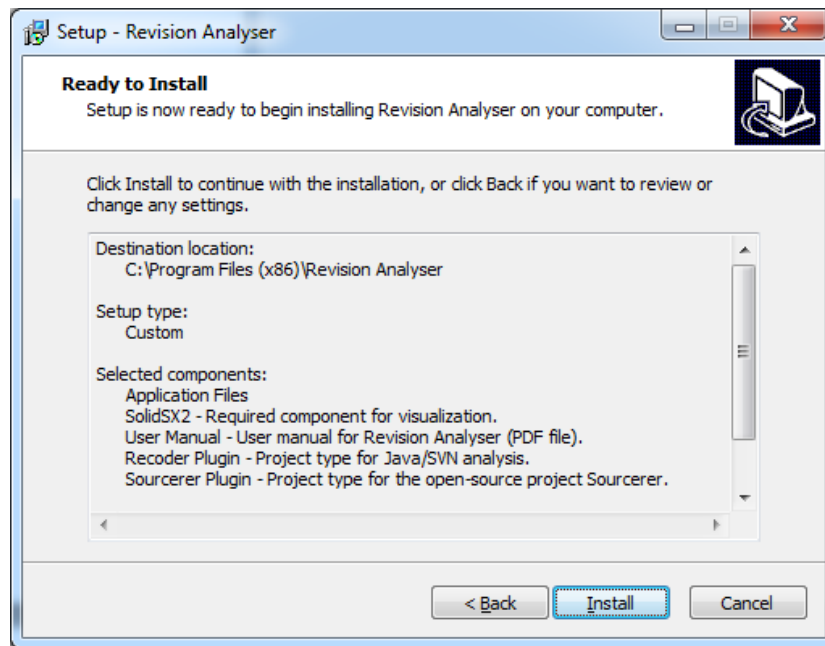 Setup - Revision Analyser
Ready to Install
Setup is now ready to begin installing Revision Analyser on your computer.
Click Install to continue with the installation, or click Back if you want to review or
change any settings.
Destination location:
C:\Program Files (x86)\Revision Analyser
Setup type:
Custom
Selected components:
Application Files
SolidSX2 - Required component for visualization.
User Manual - User manual for Revision Analyser (PDF file).
Recoder Plugin - Project type for Java/SVN analysis.
Sourcerer Plugin - Project type for the open-source project Sourcerer.
< Back Install Cancel